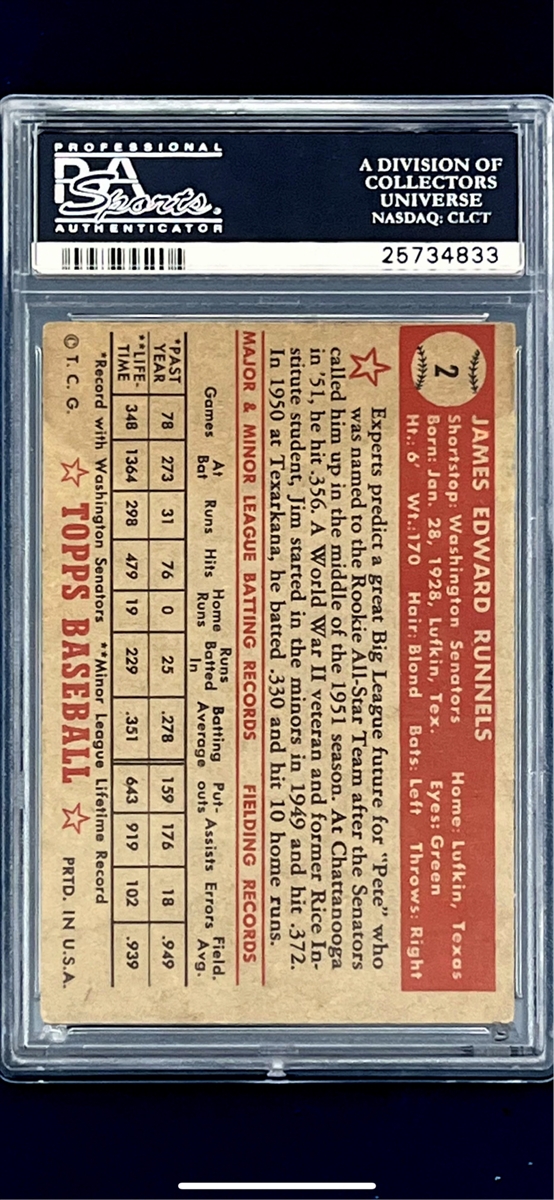 PROFESSIONAL
PSA
Sports.
AUTHENTICATOR
A DIVISION OF
COLLECTORS
UNIVERSE
NASDAQ: CLCT
25734833
2
JAMES EDWARD RUNNELS
Shortstop: Washington Senators Home: Lufkin, Texas
Born: Jan. 28, 1928, Lufkin, Tex. Eyes: Green
Ht.: 6' Wt.: 170 Hair: Blond Bats: Left Throws: Right
Experts predict a great Big League future for "Pete" who
was named to the Rookie All-Star Team after the Senators
called him up in the middle of the 1951 season. At Chattanooga
in '51, he hit .356. A World War II veteran and former Rice In-
stitute student, Jim started in the minors in 1949 and hit .372.
In 1950 at Texarkana, he batted .330 and hit 10 home runs.
MAJOR & MINOR LEAGUE BATTING RECORDS FIELDING RECORDS
Games At Bat Runs Hits Home Runs Runs Batted In Batting Average Put-outs Assists Errors Field. Avg.
*PAST YEAR 78 273 31 76 0 25 .278 159 176 18 .949
**LIFE-TIME 348 1364 298 479 19 229 .351 643 919 102 .939
*Record with Washington Senators **Minor League Lifetime Record
© T. C. G. TOPPS BASEBALL PRTD. IN U.S.A.